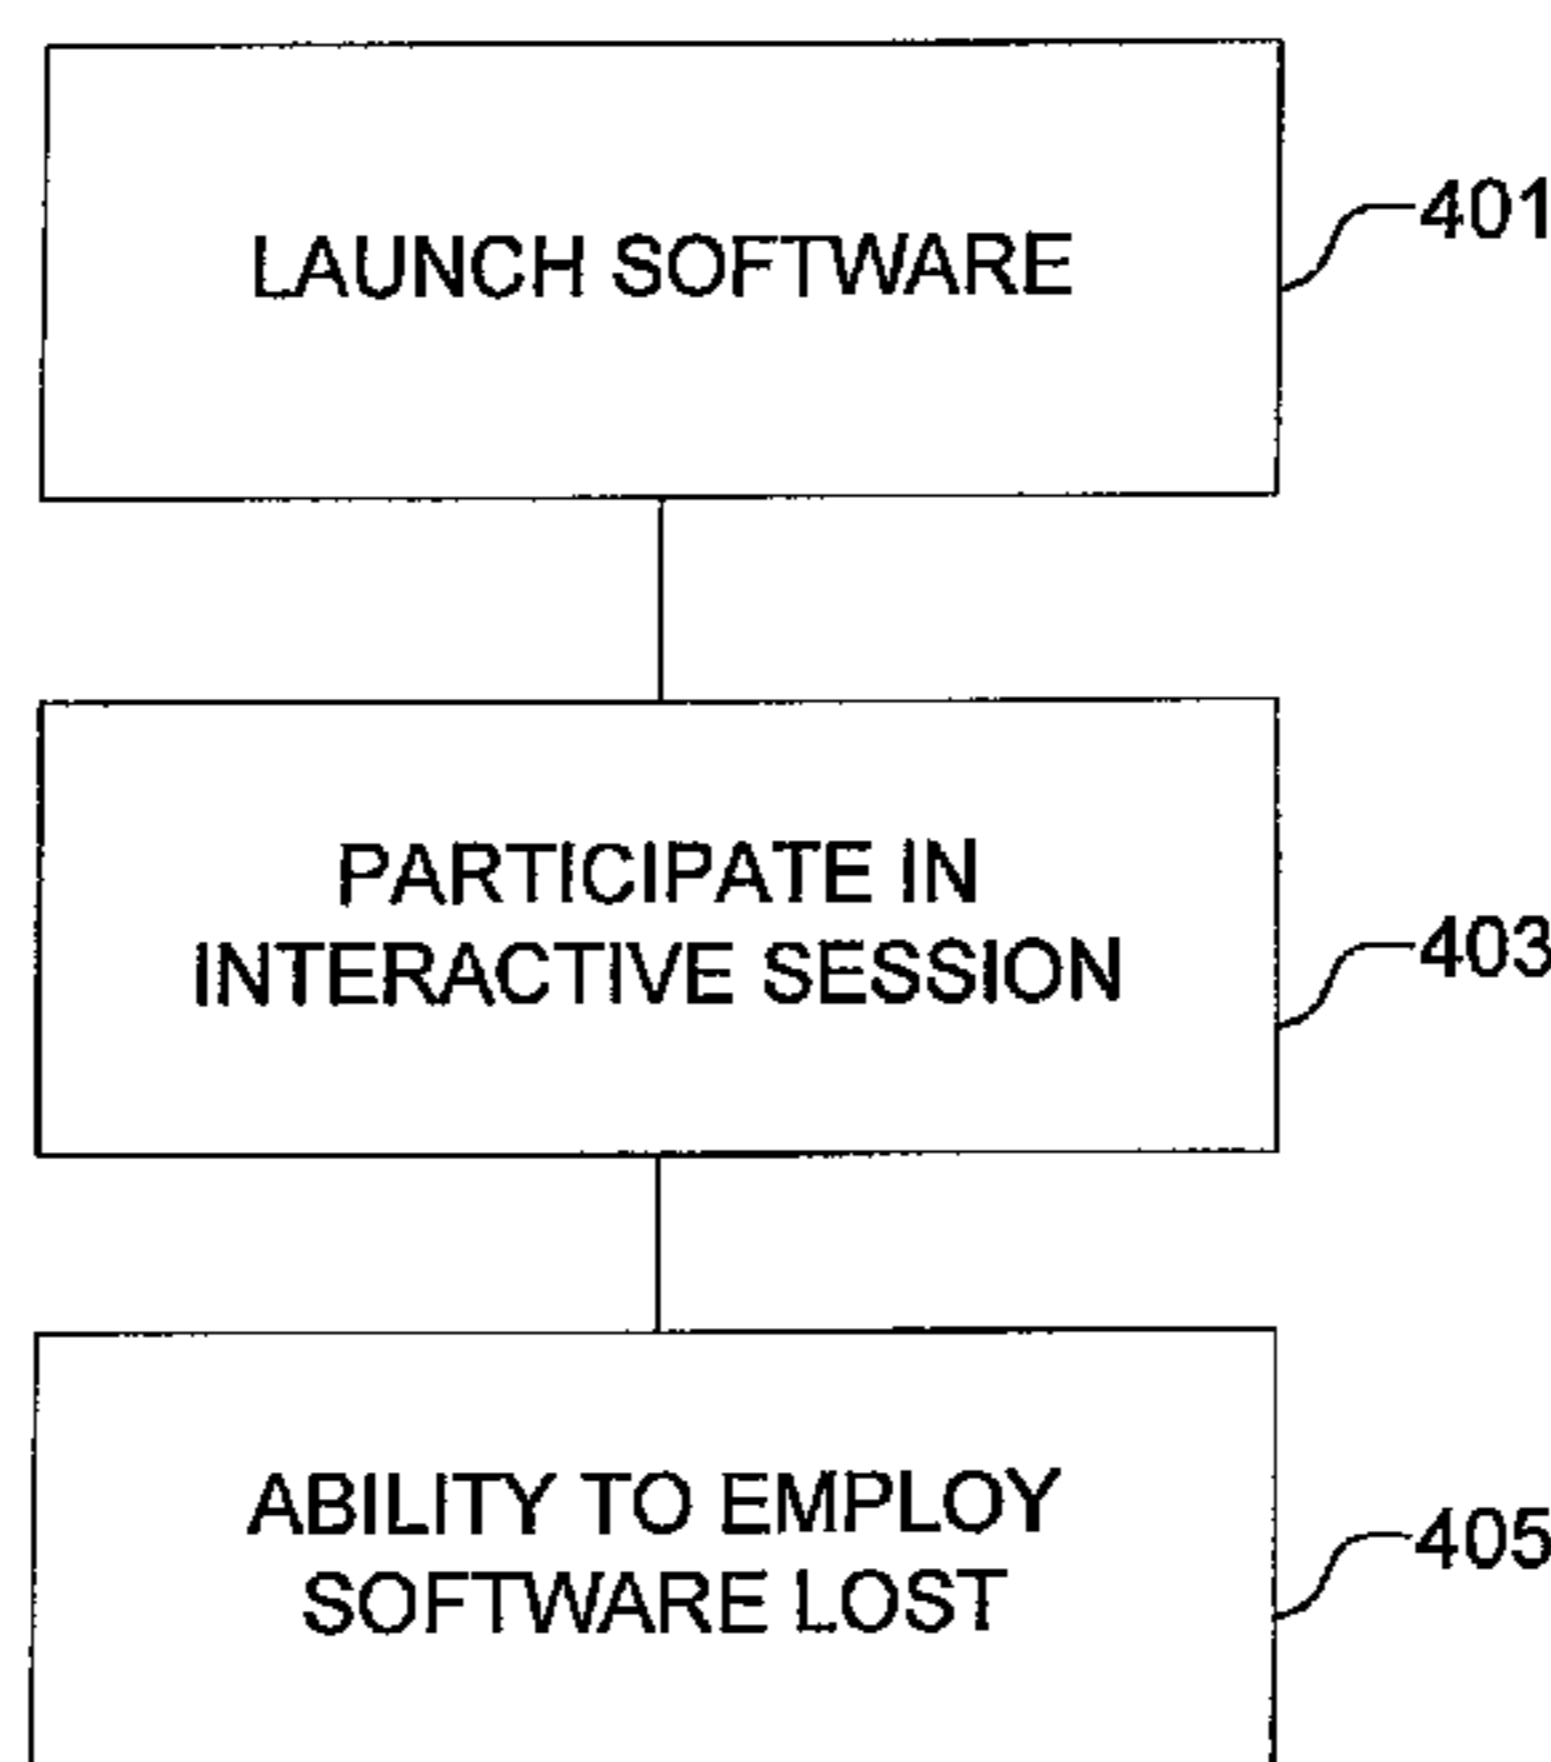 LAUNCH SOFTWARE
401
PARTICIPATE IN
INTERACTIVE SESSION
403
ABILITY TO EMPLOY
SOFTWARE LOST
405